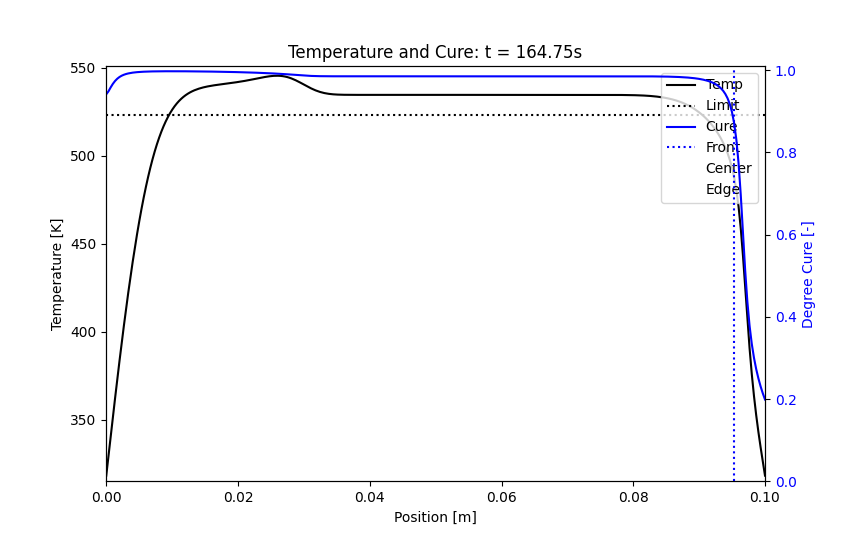 Temperature and Cure: t = 164.75s
550
500
450
400
350
Temperature [K]
0.00
0.02
0.04
0.06
0.08
0.10
Position [m]
1.0
0.8
0.6
0.4
0.2
0.0
Degree Cure [-]
Temp
Limit
Cure
Front
Center
Edge